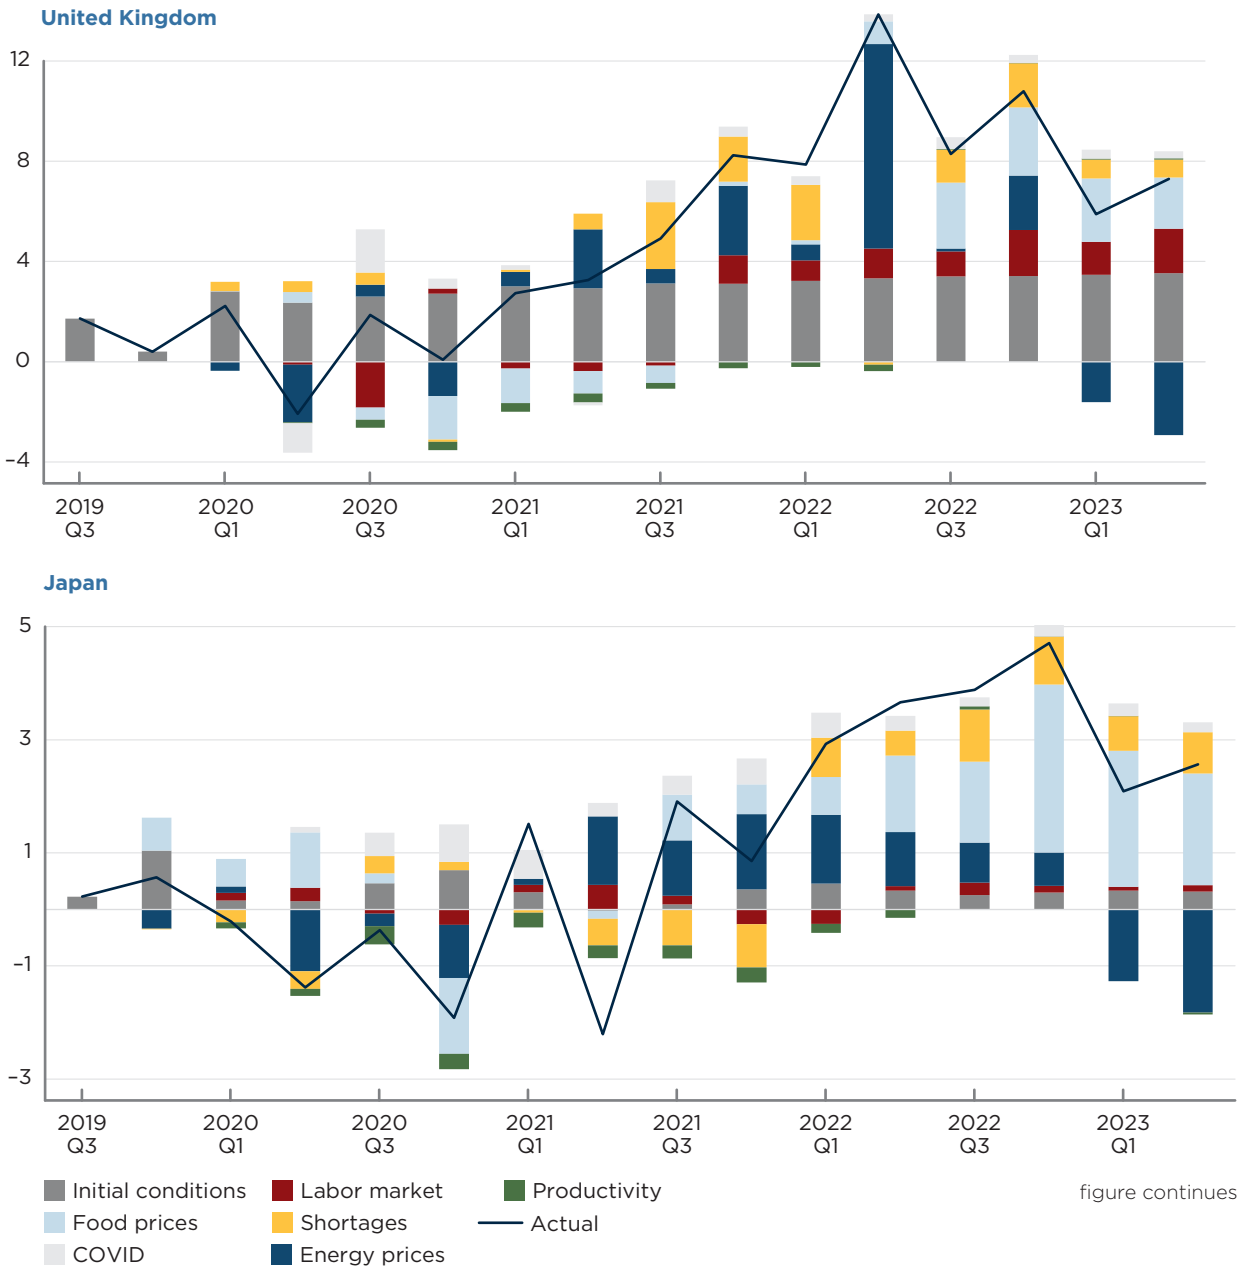 United Kingdom
12
8
4
0
–4
2019 2020 2020 2021 2021 2022 2022 2023
Q3 Q1 Q3 Q1 Q3 Q1 Q3 Q1
Japan
5
3
1
–1
–3
2019 2020 2020 2021 2021 2022 2022 2023
Q3 Q1 Q3 Q1 Q3 Q1 Q3 Q1
Initial conditions Labor market Productivity figure continues
Food prices Shortages Actual
COVID Energy prices